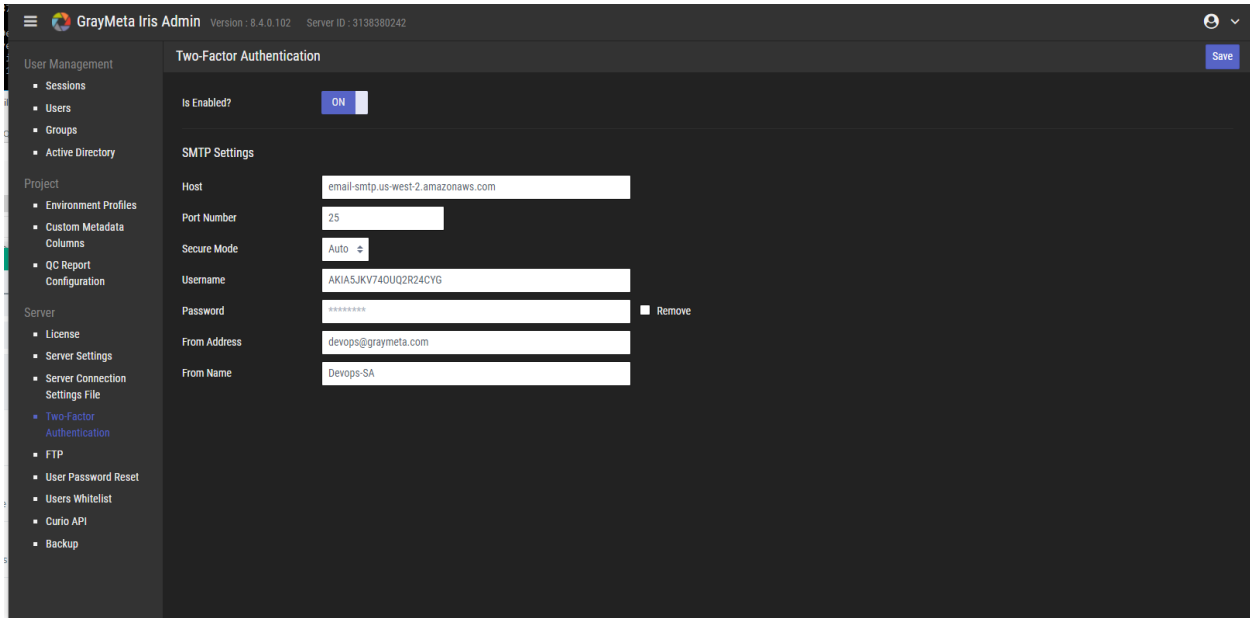 GrayMeta Iris Admin Version : 8.4.0.102 Server ID : 3138380242
User Management
Sessions
Users
Groups
Active Directory
Project
Environment Profiles
Custom Metadata
Columns
QC Report
Configuration
Server
License
Server Settings
Server Connection
Settings File
Two-Factor
Authentication
FTP
User Password Reset
Users Whitelist
Curio API
Backup
Two-Factor Authentication
Save
Is Enabled?
ON
SMTP Settings
Host
email-smtp.us-west-2.amazonaws.com
Port Number
25
Secure Mode
Auto
Username
AKIA5JKV74OUQ2R24CYG
Password
********
Remove
From Address
devops@graymeta.com
From Name
Devops-SA